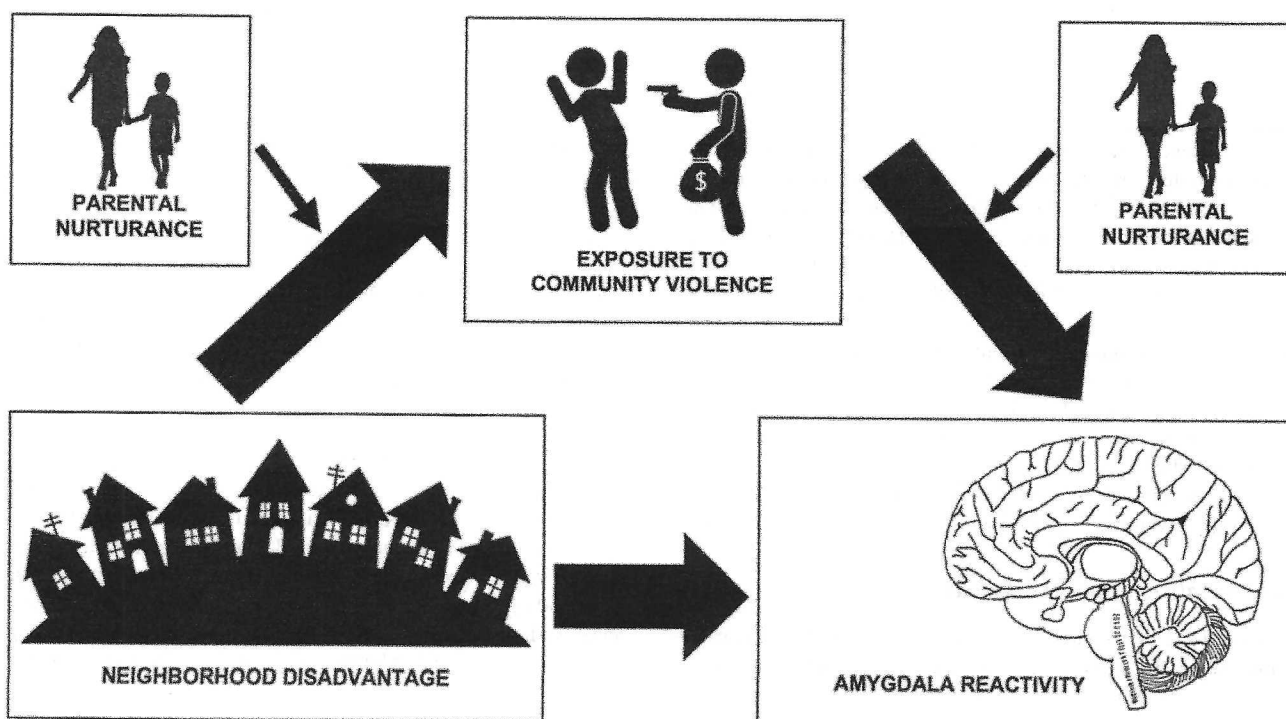 PARENTAL
NURTURANCE
$
EXPOSURE TO
COMMUNITY VIOLENCE
PARENTAL
NURTURANCE
NEIGHBORHOOD DISADVANTAGE
AMYGDALA REACTIVITY